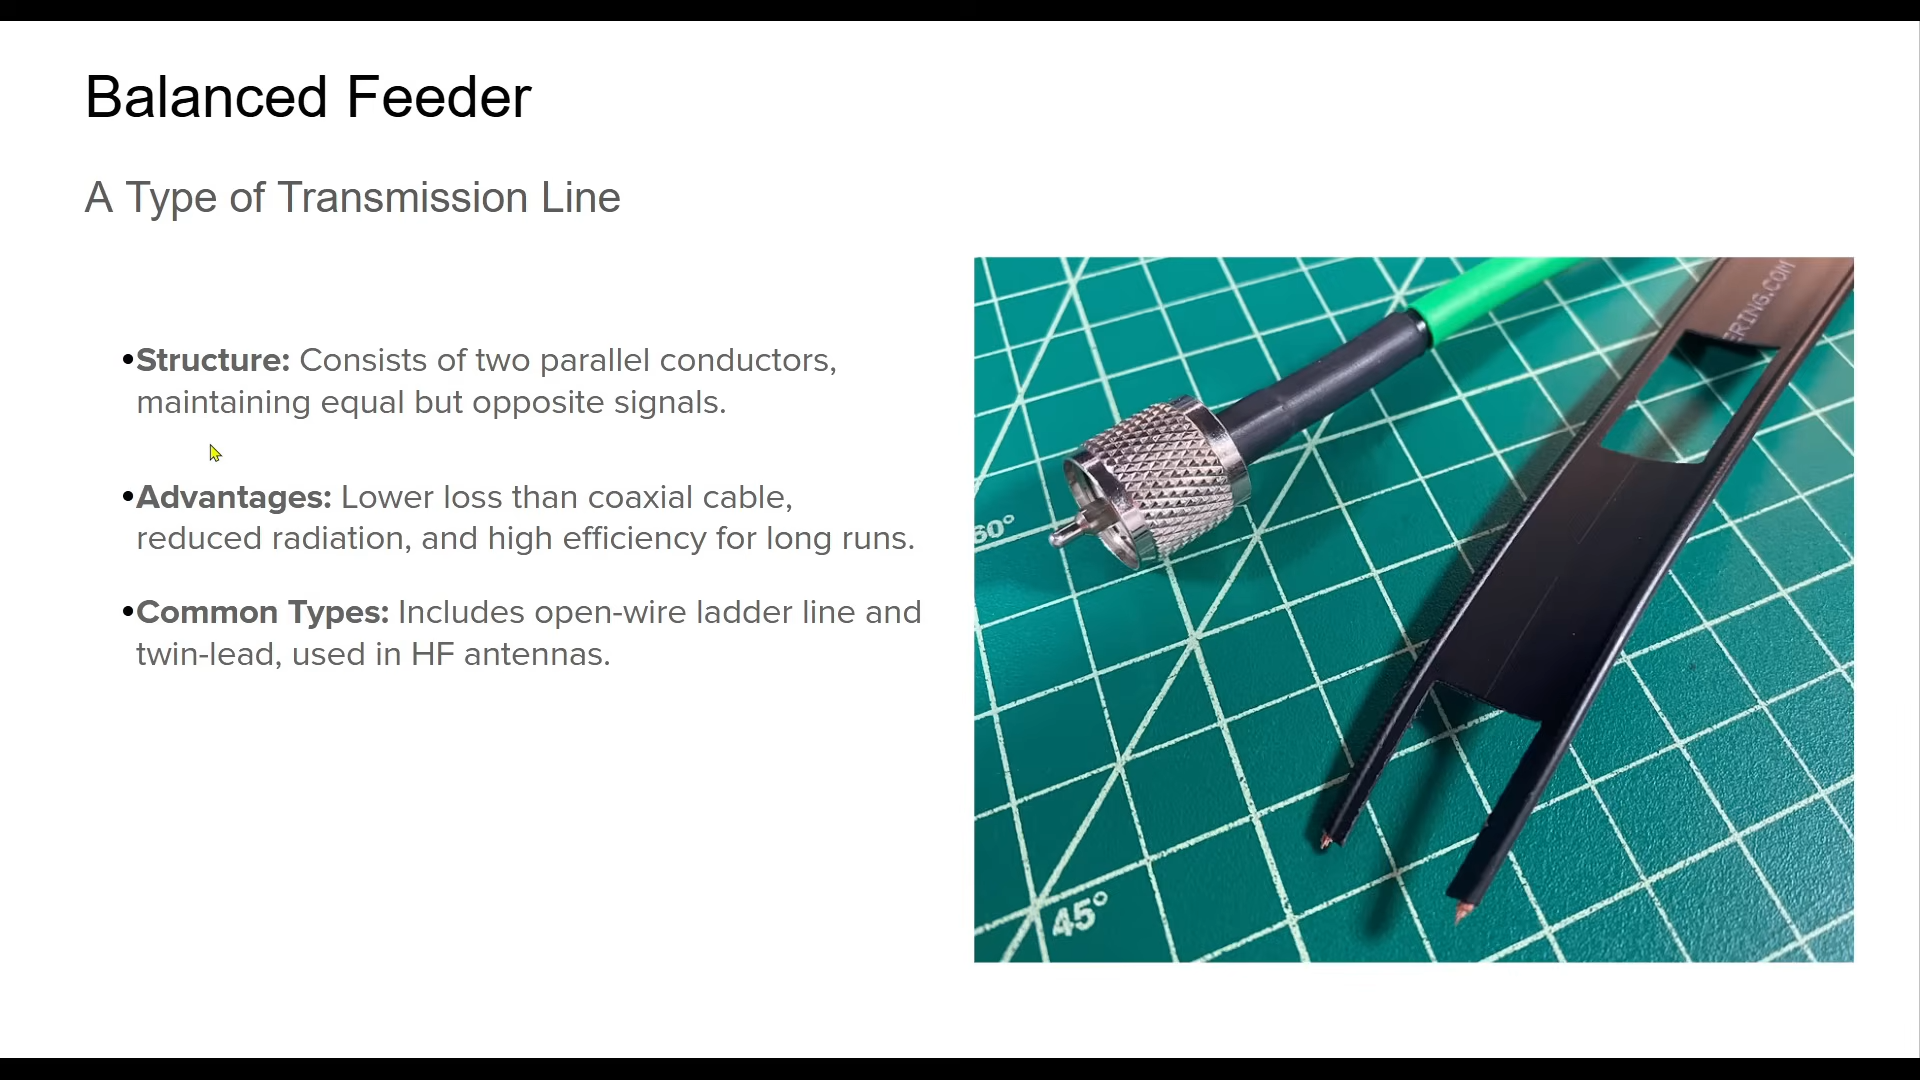 Balanced Feeder
A Type of Transmission Line
•Structure: Consists of two parallel conductors,
maintaining equal but opposite signals.
•Advantages: Lower loss than coaxial cable,
reduced radiation, and high efficiency for long runs.
•Common Types: Includes open-wire ladder line and
twin-lead, used in HF antennas.
ERING.COM
60°
45°